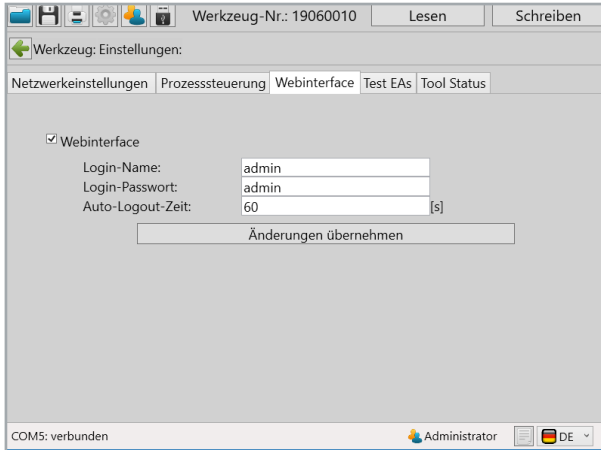 Werkzeug-Nr.: 19060010 Lesen Schreiben
Werkzeug: Einstellungen:
Netzwerkeinstellungen Prozesssteuerung Webinterface Test EAs Tool Status
Webinterface
Login-Name: admin
Login-Passwort: admin
Auto-Logout-Zeit: 60 [s]
Änderungen übernehmen
COM5: verbunden Administrator DE